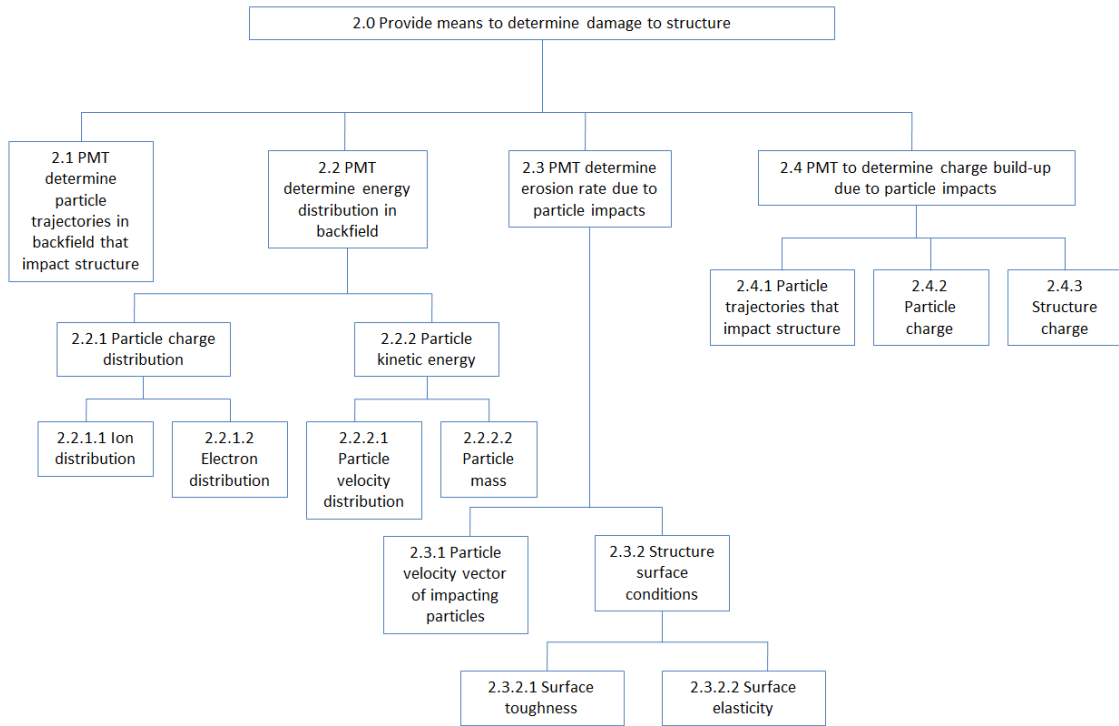 2.0 Provide means to determine damage to structure
2.1 PMT
determine
particle
trajectories in
backfield that
impact structure
2.2 PMT
determine energy
distribution in
backfield
2.3 PMT determine
erosion rate due to
particle impacts
2.4 PMT to determine charge build-up
due to particle impacts
2.4.1 Particle
trajectories that
impact structure
2.4.2
Particle
charge
2.4.3
Structure
charge
2.2.1 Particle charge
distribution
2.2.2 Particle
kinetic energy
2.2.1.1 Ion
distribution
2.2.1.2
Electron
distribution
2.2.2.1
Particle
velocity
distribution
2.2.2.2
Particle
mass
2.3.1 Particle
velocity vector
of impacting
particles
2.3.2 Structure
surface
conditions
2.3.2.1 Surface
toughness
2.3.2.2 Surface
elasticity